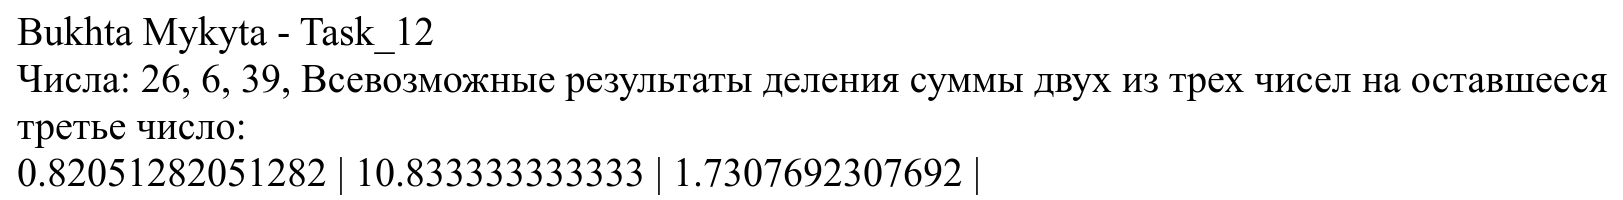 Bukhta Mykyta - Task_12
Числа: 26, 6, 39, Всевозможные результаты деления суммы двух из трех чисел на оставшееся
третье число:
0.82051282051282 | 10.833333333333 | 1.7307692307692 |